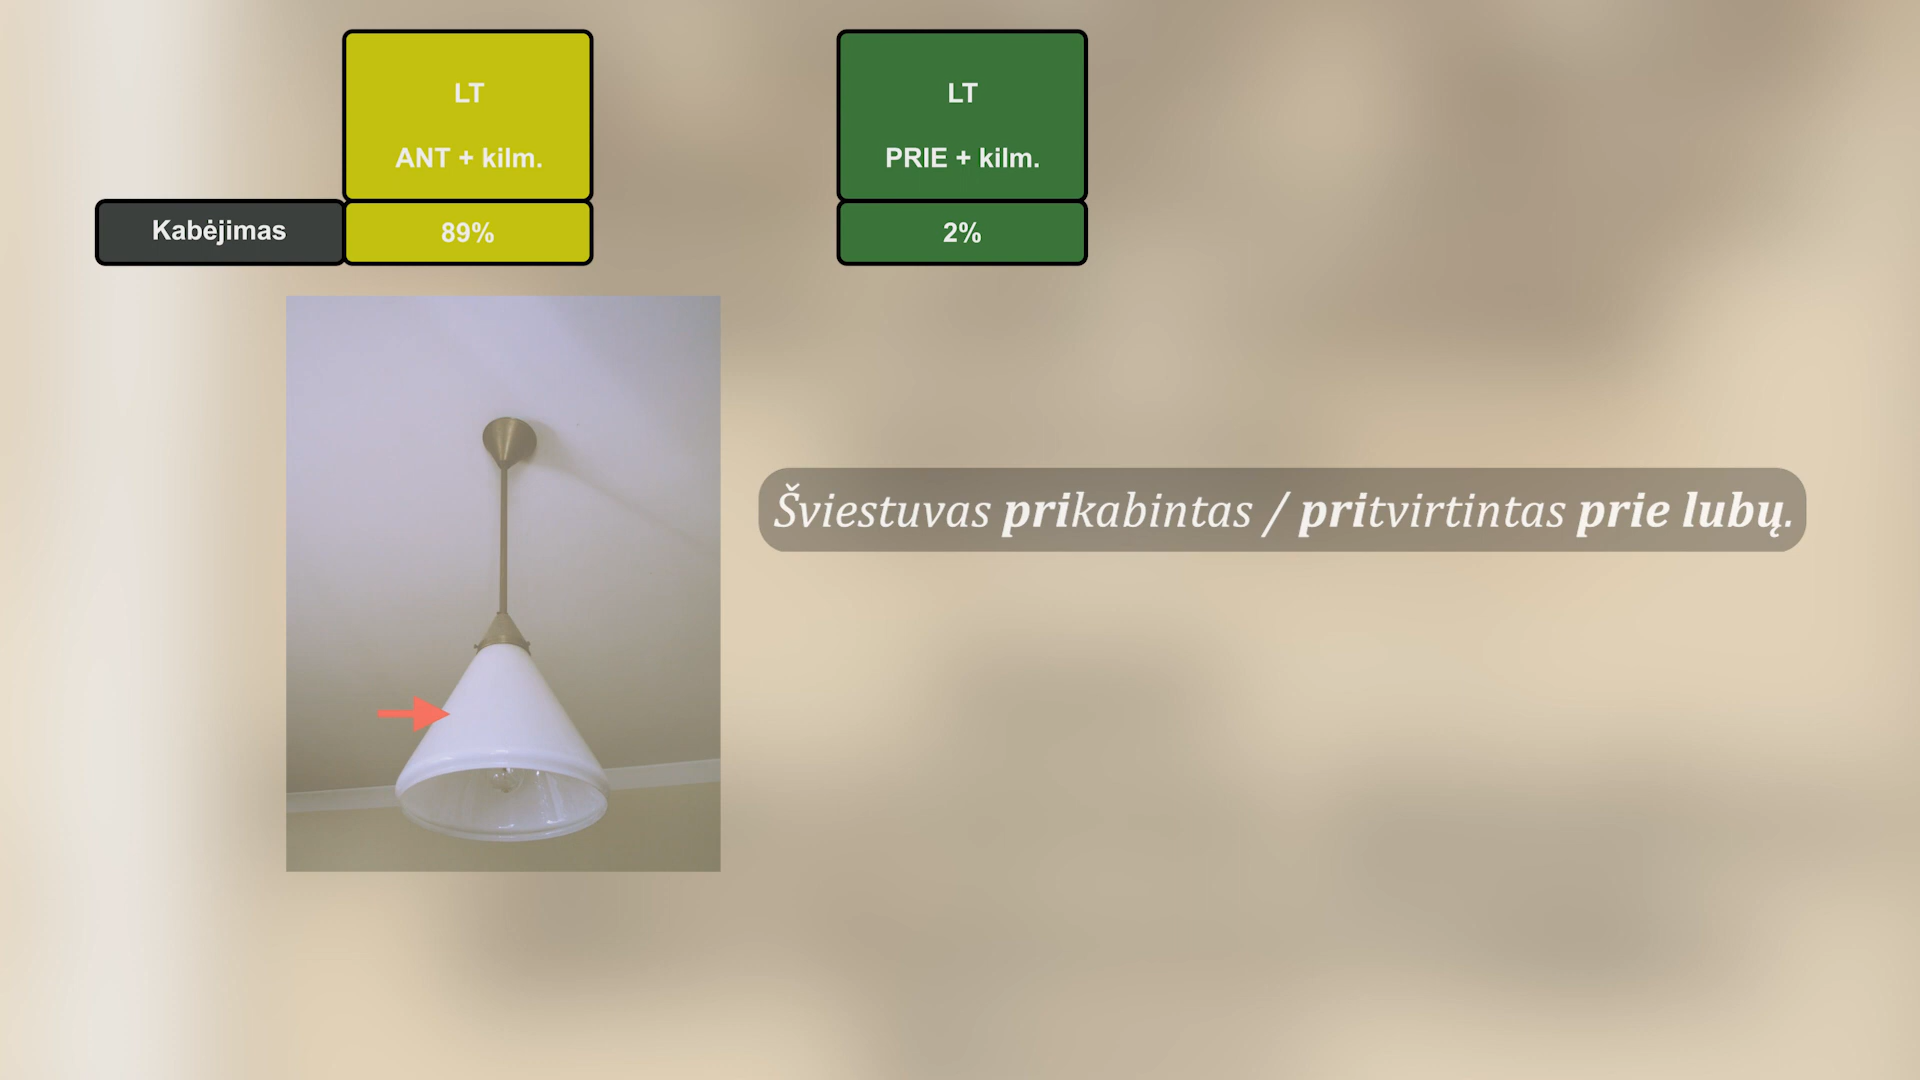 LT
ANT + kilm.
LT
PRIE + kilm.
Kabėjimas
89%
2%
Šviestuvas prikabintas / pritvirtintas prie lubų.